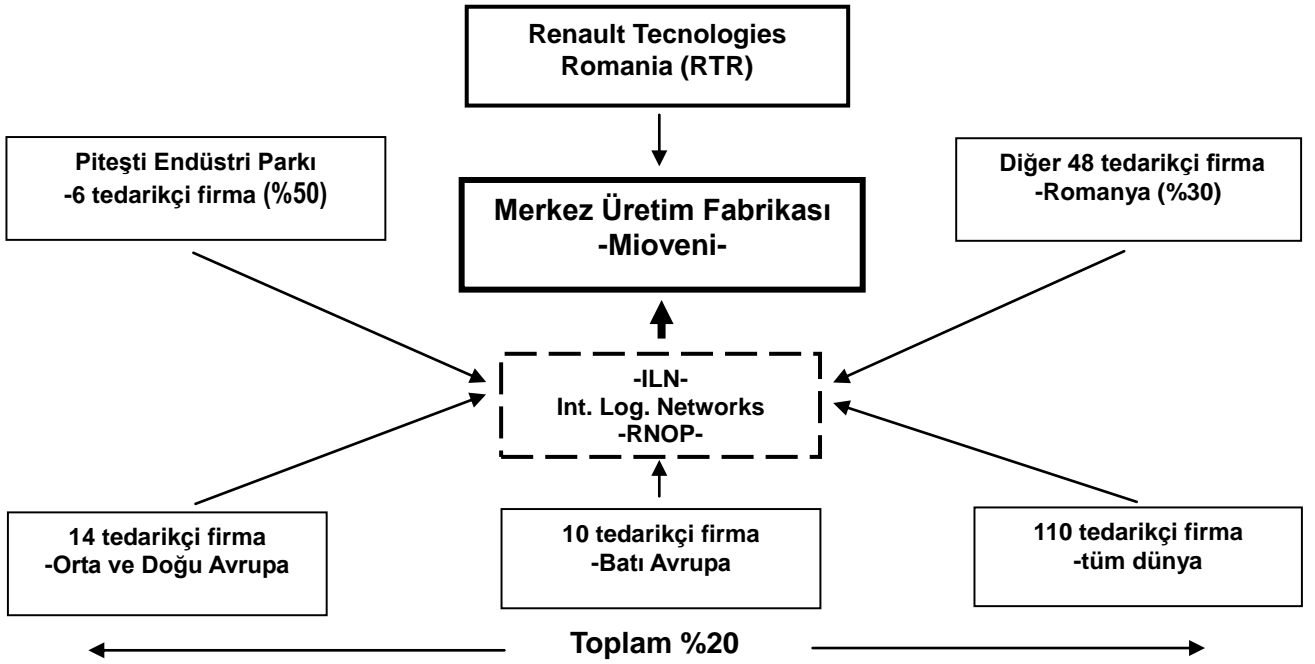 Renault Tecnologies
Romania (RTR)
Piteşti Endüstri Parkı
-6 tedarikçi firma (%50)
Diğer 48 tedarikçi firma
-Romanya (%30)
Merkez Üretim Fabrikası
-Mioveni-
-ILN-
Int. Log. Networks
-RNOP-
14 tedarikçi firma
-Orta ve Doğu Avrupa
10 tedarikçi firma
-Batı Avrupa
110 tedarikçi firma
-tüm dünya
Toplam %20